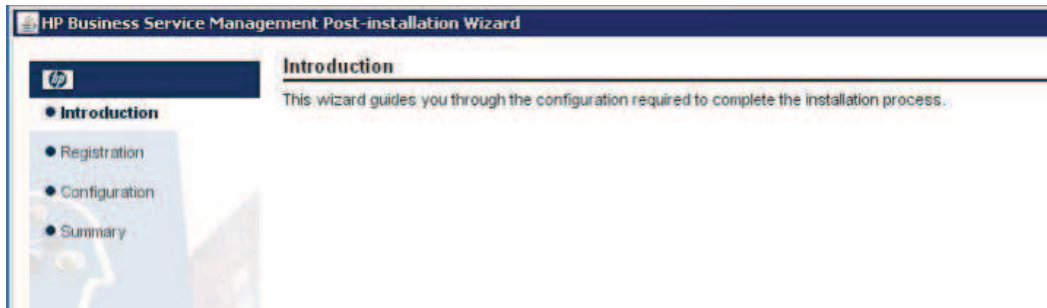 HP Business Service Management Post-installation Wizard
hp
Introduction
Registration
Configuration
Summary
Introduction
This wizard guides you through the configuration required to complete the installation process.